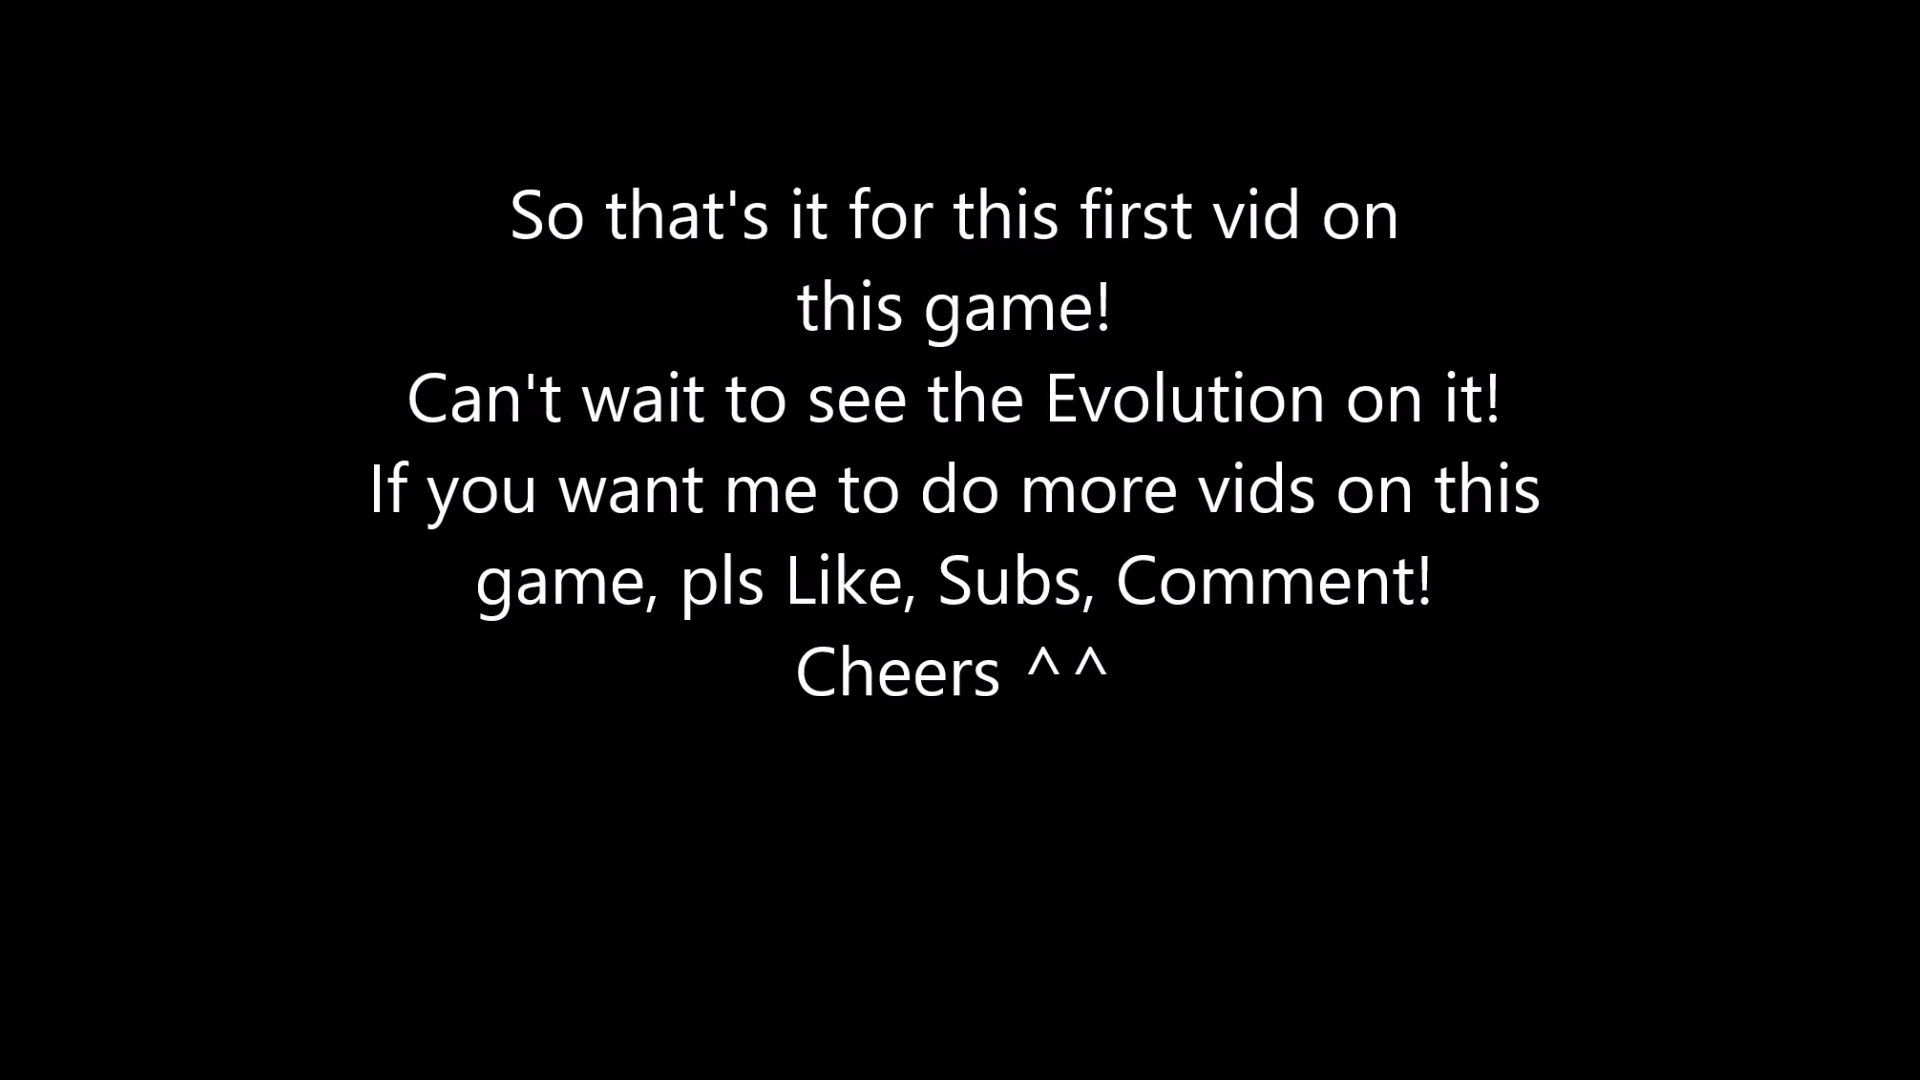 So that's it for this first vid on
this game!
Can't wait to see the Evolution on it!
If you want me to do more vids on this
game, pls Like, Subs, Comment!
Cheers ^^